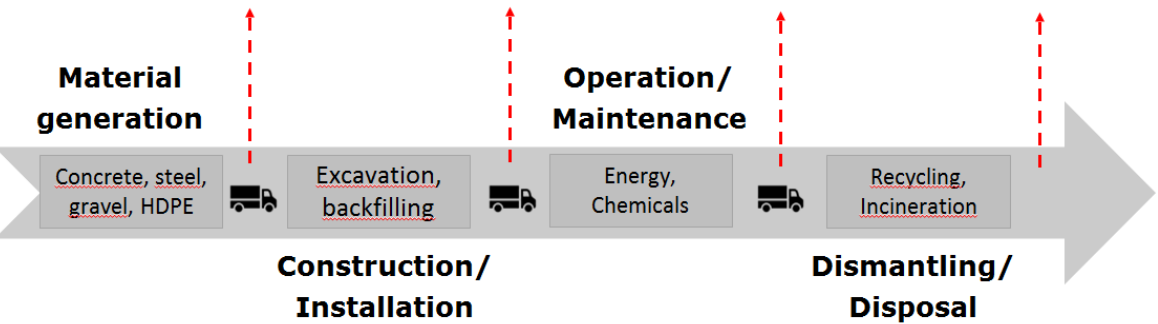 Material
generation
Concrete, steel,
gravel, HDPE
Excavation,
backfilling
Construction/
Installation
Operation/
Maintenance
Energy,
Chemicals
Recycling,
Incineration
Dismantling/
Disposal